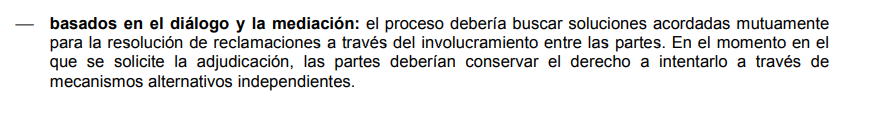 — basados en el diálogo y la mediación: el proceso debería buscar soluciones acordadas mutuamente
para la resolución de reclamaciones a través del involucramiento entre las partes. En el momento en el
que se solicite la adjudicación, las partes deberían conservar el derecho a intentarlo a través de
mecanismos alternativos independientes.